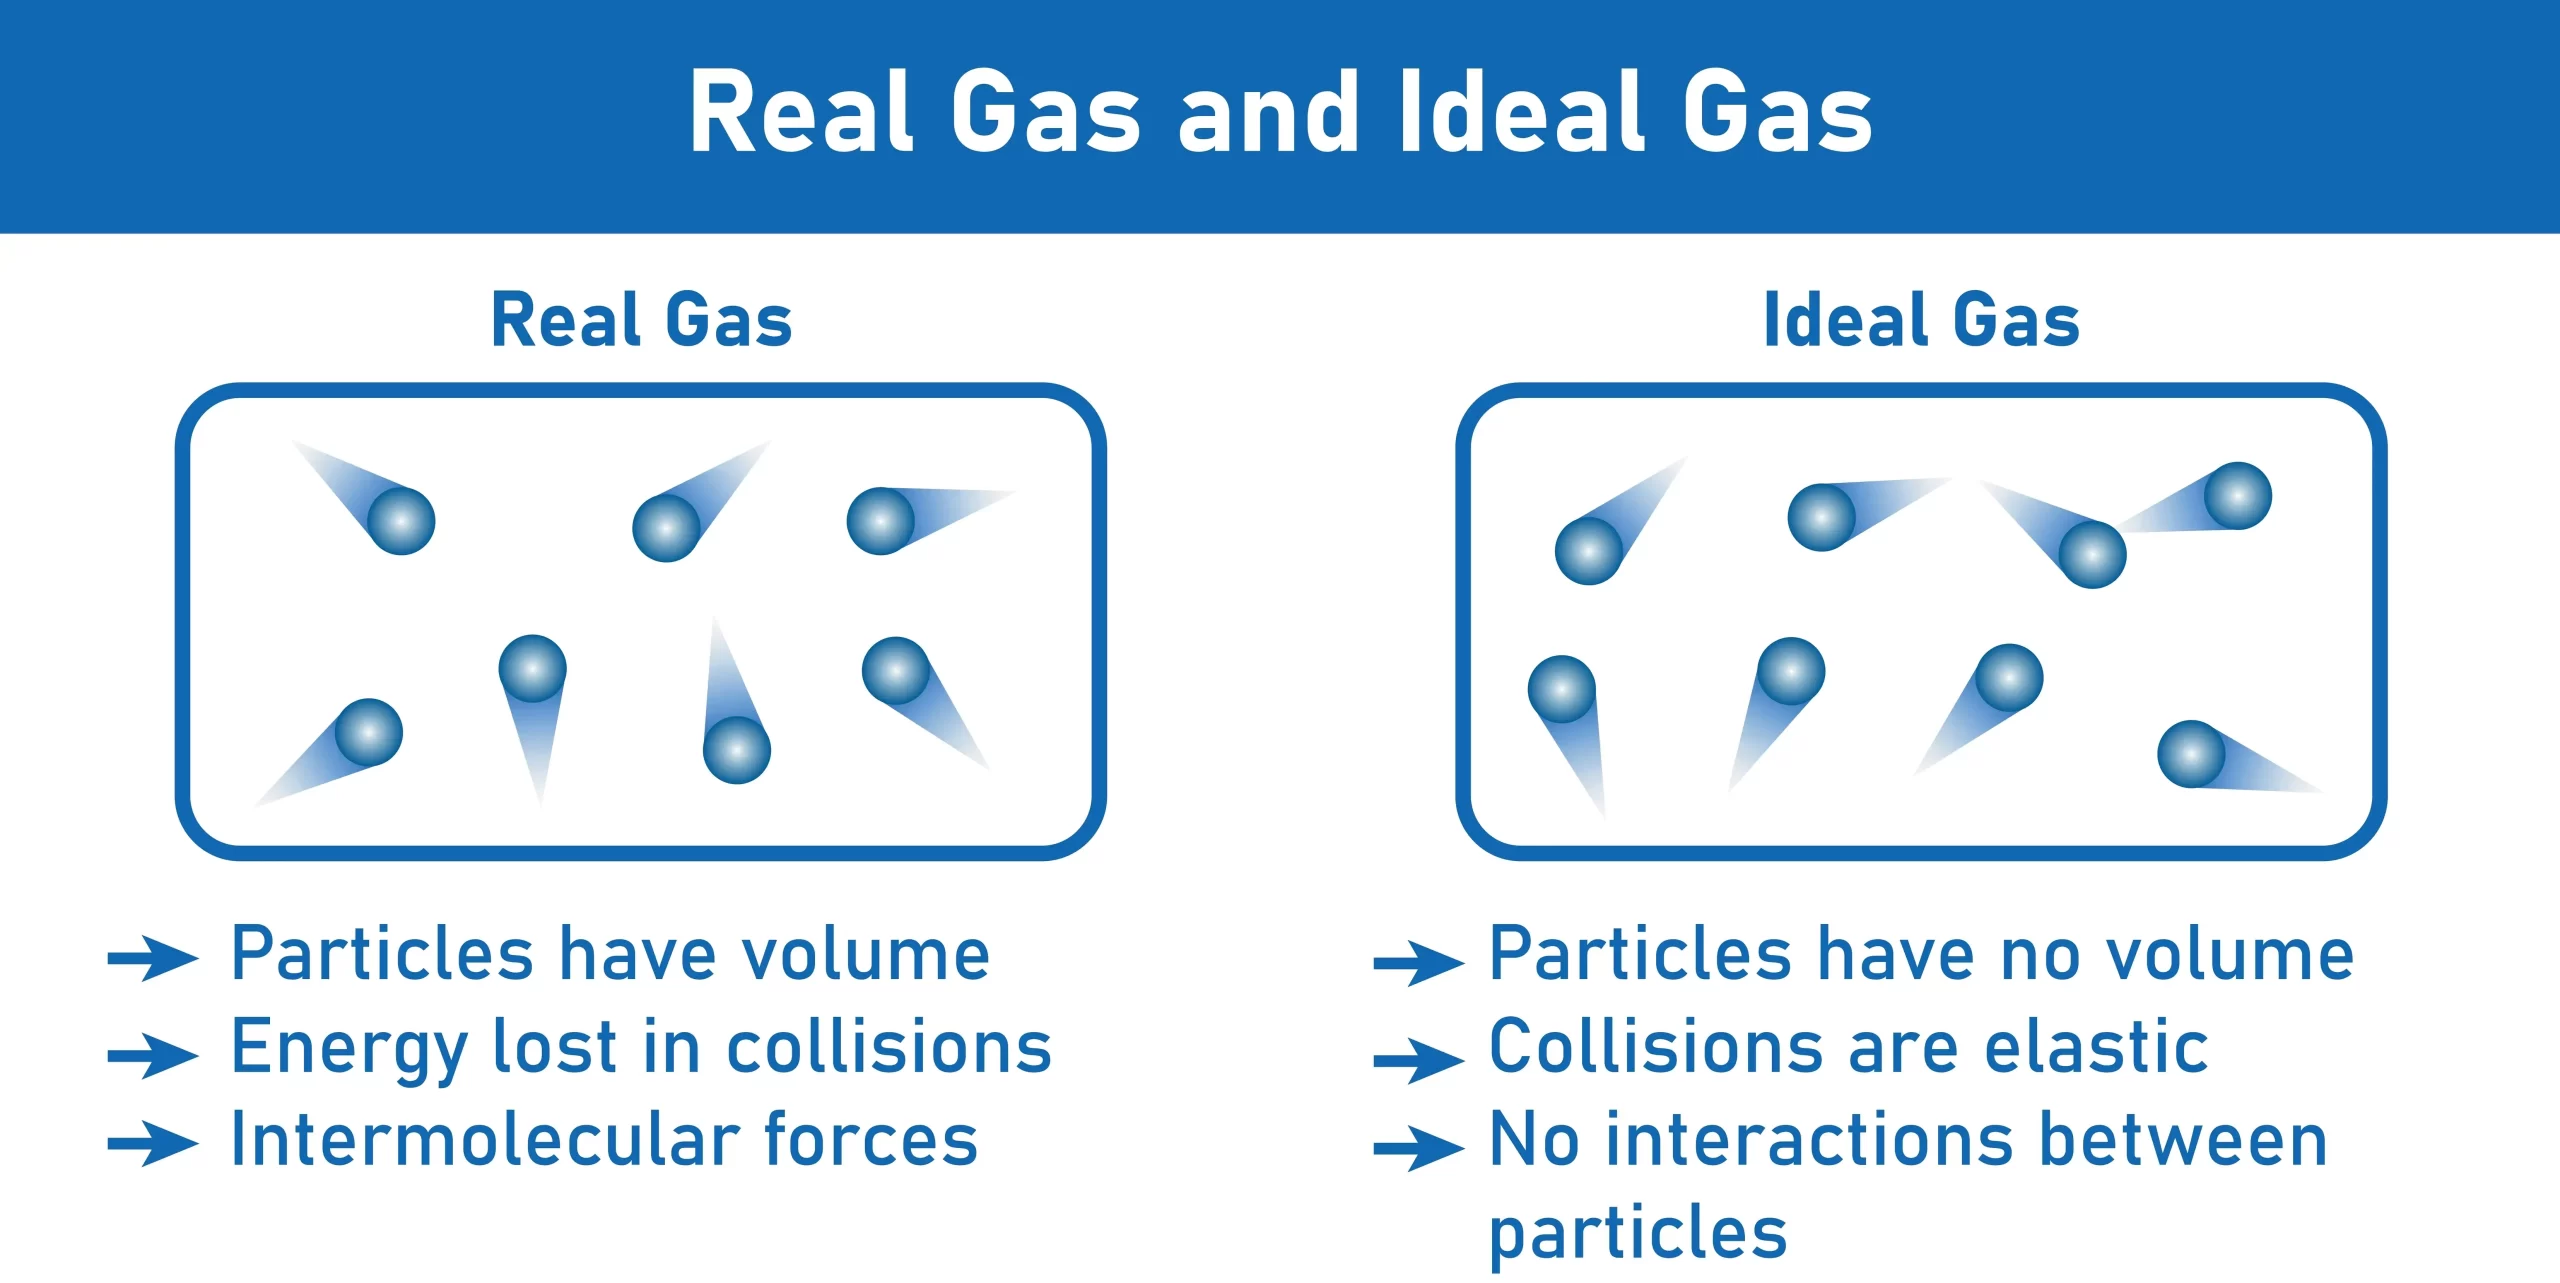 Real Gas and Ideal Gas
Real Gas
Particles have volume
Energy lost in collisions
Intermolecular forces
Ideal Gas
Particles have no volume
Collisions are elastic
No interactions between
particles